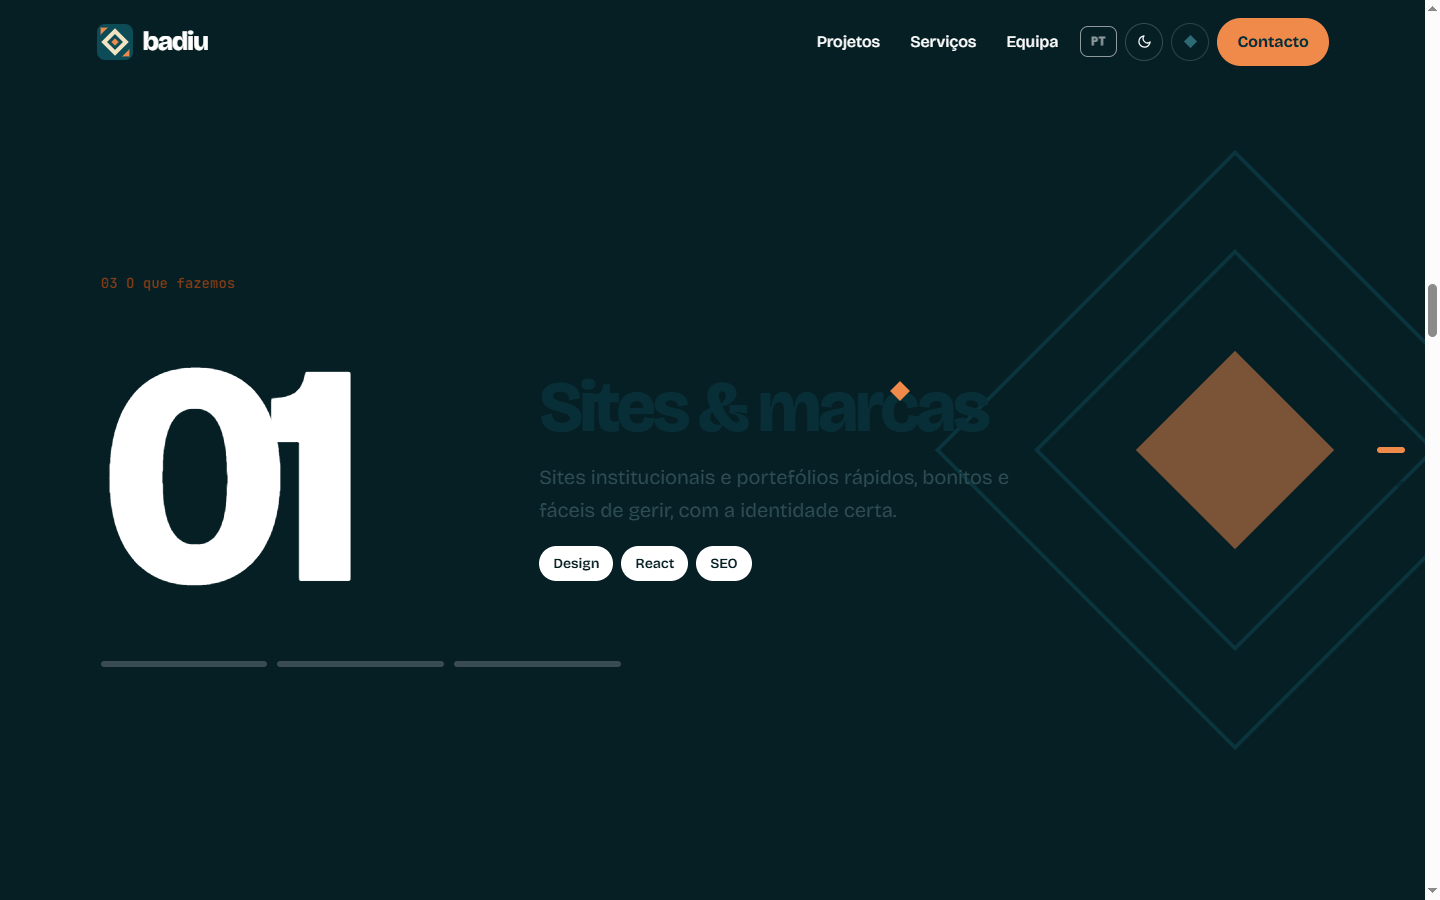 badiu
Projetos
Serviços
Equipa
PT
Contacto
03 O que fazemos
01
Sites & marcas
Sites institucionais e portefólios rápidos, bonitos e
fáceis de gerir, com a identidade certa.
Design
React
SEO